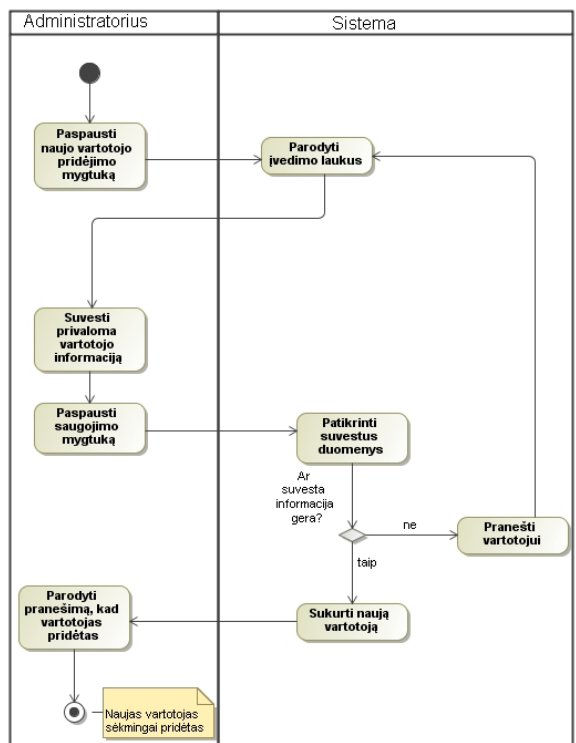 Administratorius
Sistema
Paspausti
naujo vartotojo
pridėjimo
mygtuką
Parodyti
įvedimo laukus
Suvesti
privaloma
vartotojo
informaciją
Paspausti
saugojimo
mygtuką
Patikrinti
suvestus
duomenys
Ar
suvesta
informacija
gera?
ne
Pranešti
vartotojui
taip
Sukurti naują
vartotoją
Parodyti
pranešimą, kad
vartotojas
pridėtas
Naujas vartotojas
sėkmingai pridėtas